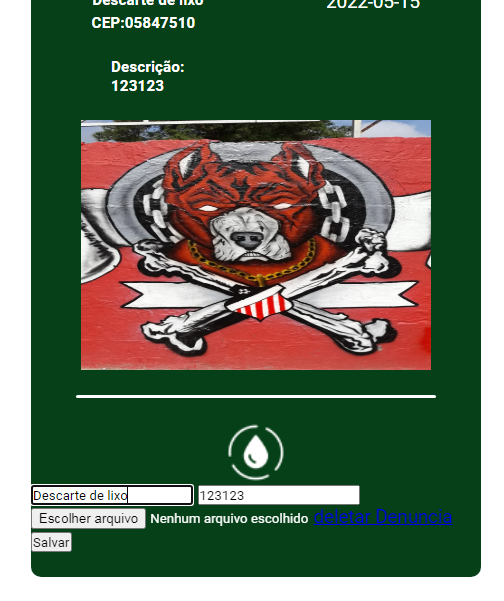 Descarte de lixo
2022-05-15
CEP:05847510
Descrição:
123123
Descarte de lixo 123123
Escolher arquivo Nenhum arquivo escolhido deletar Denuncia
Salvar